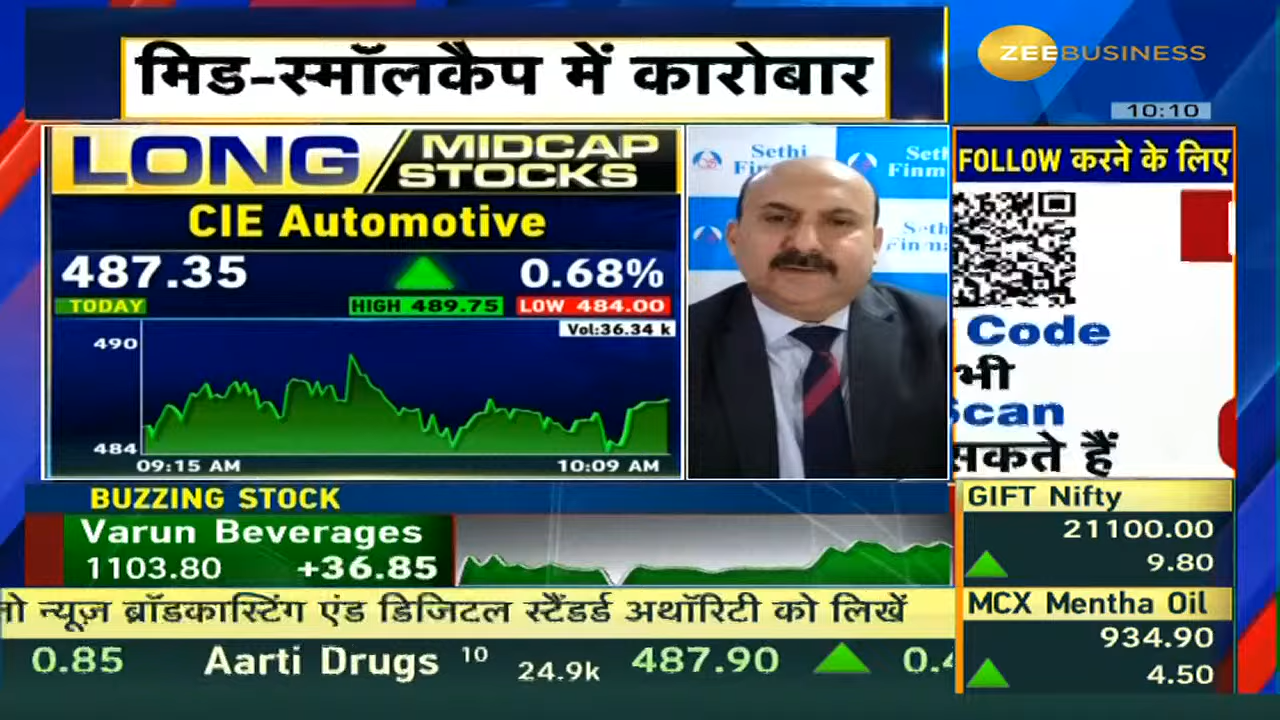 मिड-स्मॉलकैप में कारोबार
ZEEBUSINESS
10:10
LONG
MIDCAP
STOCKS
CIE Automotive
487.35
0.68%
TODAY
HIGH 489.75
LOW 484.00
Vol:36.34 k
490
484
09:15 AM
10:09 AM
Sethi
Sethi
FOLLOW करने के लिए
Code
भी
Scan
सकते हैं
BUZZING STOCK
Varun Beverages
1103.80
+36.85
GIFT Nifty
21100.00
9.80
MCX Mentha Oil
934.90
4.50
न्यूज़ ब्रॉडकास्टिंग एंड डिजिटल स्टैंडर्ड अथॉरिटी को लिखें
0.85 Aarti Drugs 10 24.9k 487.90